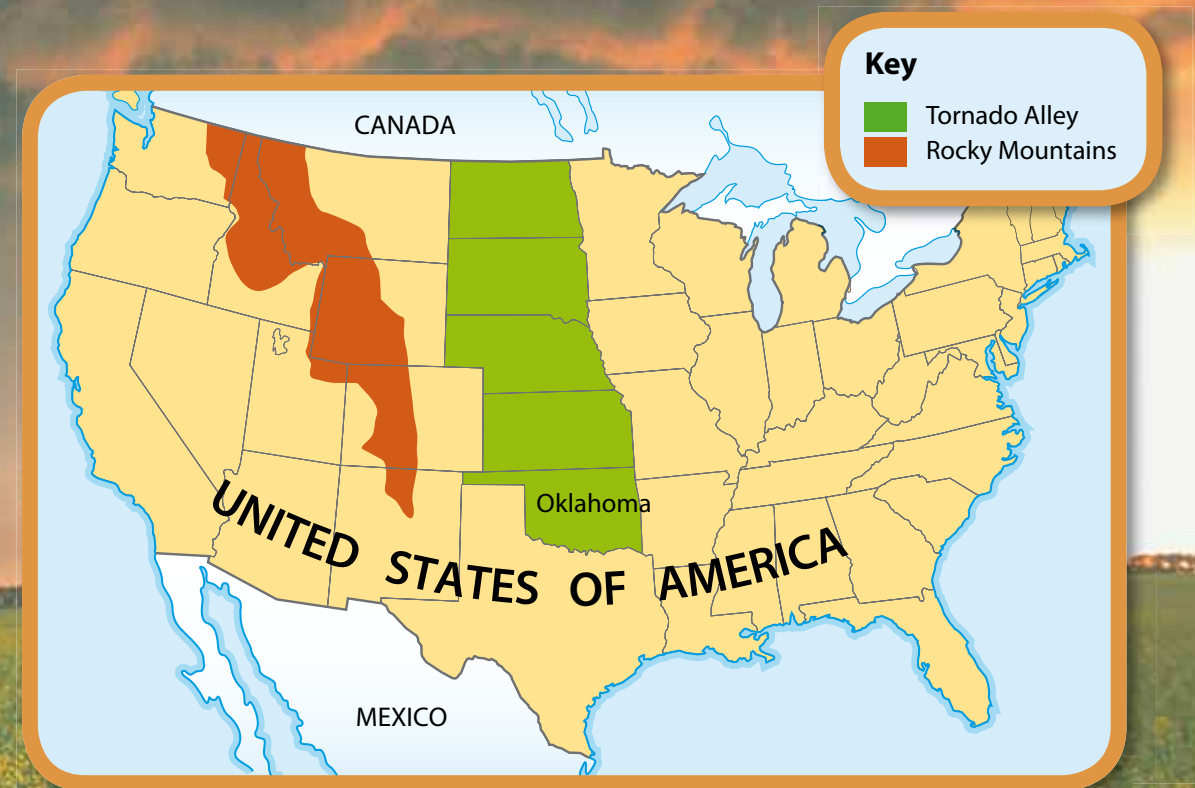 Key
Tornado Alley
Rocky Mountains
CANADA
Oklahoma
UNITED STATES OF AMERICA
MEXICO